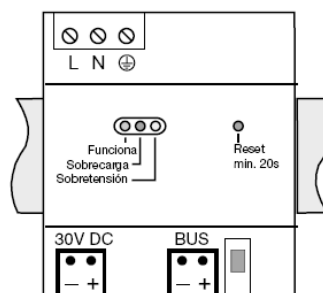 L N
Funciona
Sobrecarga
Sobretensión
Reset
min. 20s
30V DC
BUS
– +
– +